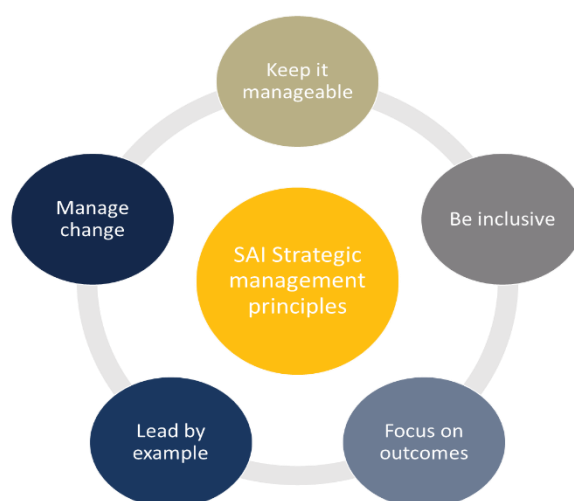 Keep it
manageable
Be inclusive
Focus on
outcomes
Lead by
example
Manage
change
SAI Strategic
management
principles